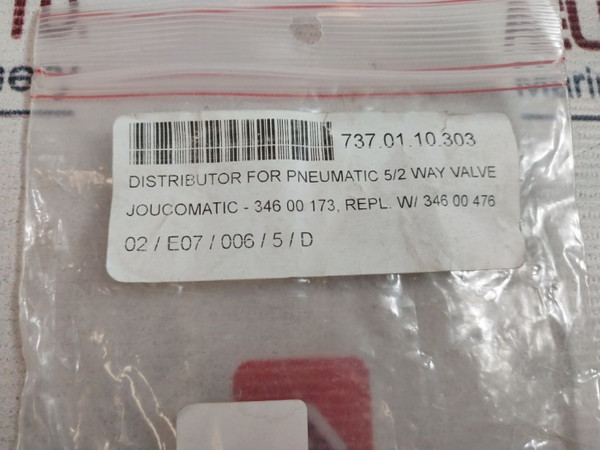 737.01.10.303
DISTRIBUTOR FOR PNEUMATIC 5/2 WAY VALVE
JOUCOMATIC - 346 00 173, REPL. W/ 346 00 476
02 / E07 / 006 / 5 / D